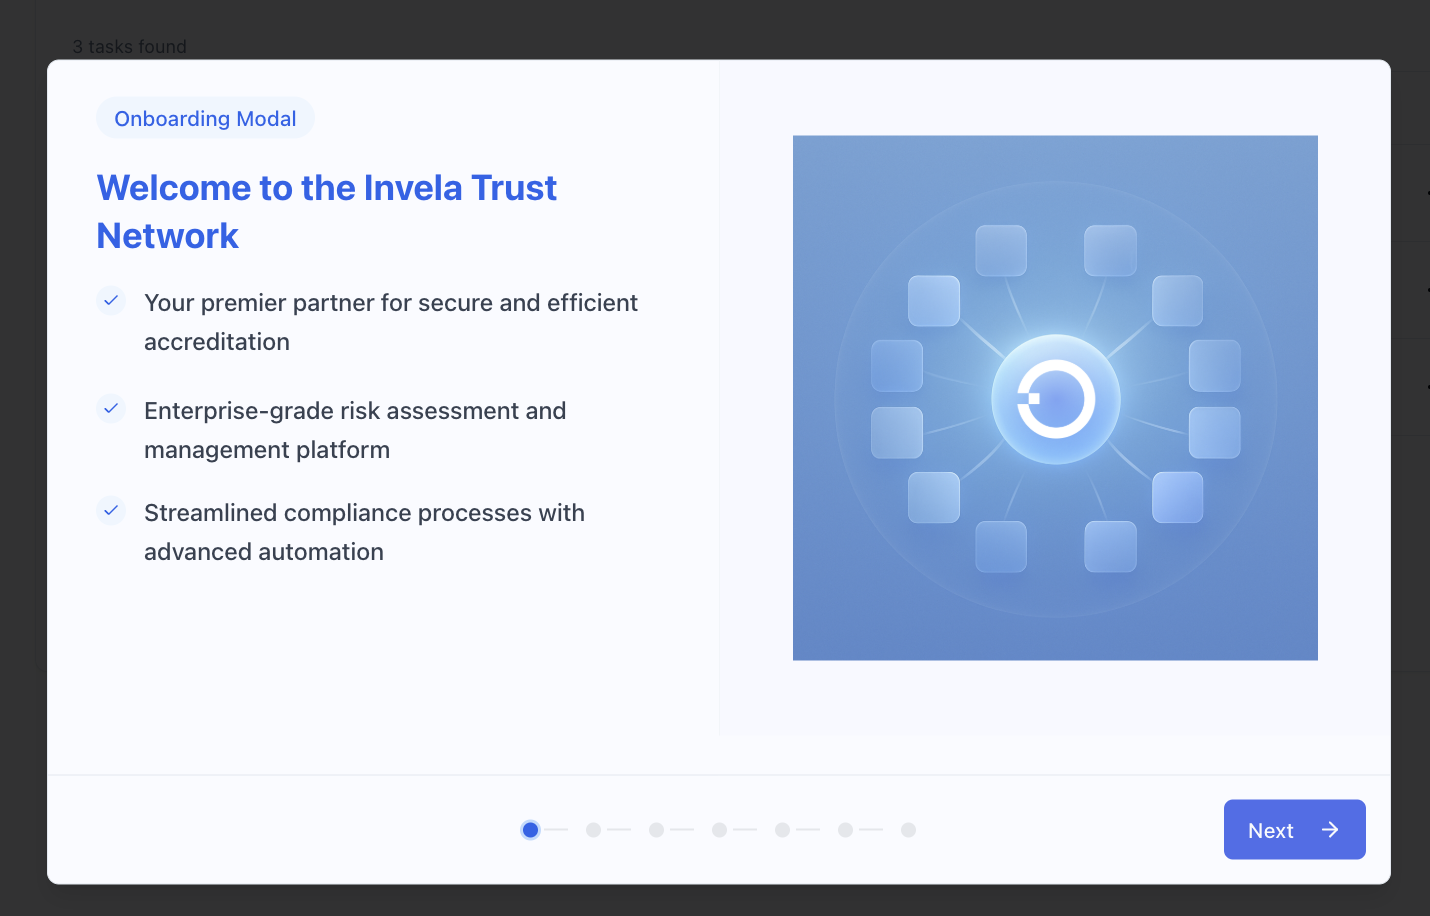 3 tasks found
Onboarding Modal
Welcome to the Invela Trust
Network
Your premier partner for secure and efficient
accreditation
Enterprise-grade risk assessment and
management platform
Streamlined compliance processes with
advanced automation
Next